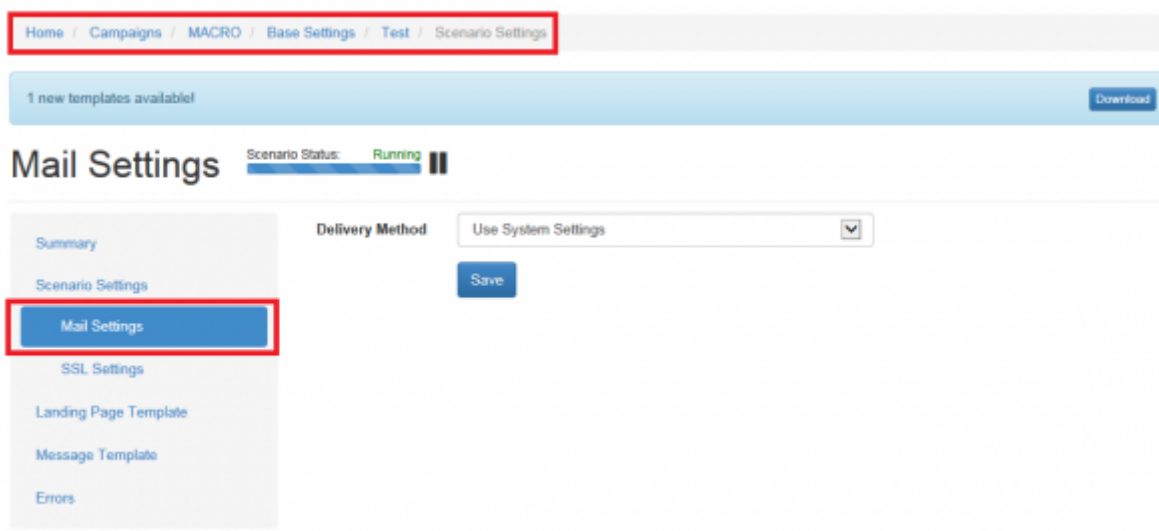 Home / Campaigns / MACRO / Base Settings / Test / Scenario Settings
1 new templates available!
Download
Mail Settings
Scenario Status: Running
Delivery Method
Use System Settings
Save
Summary
Scenario Settings
Mail Settings
SSL Settings
Landing Page Template
Message Template
Errors